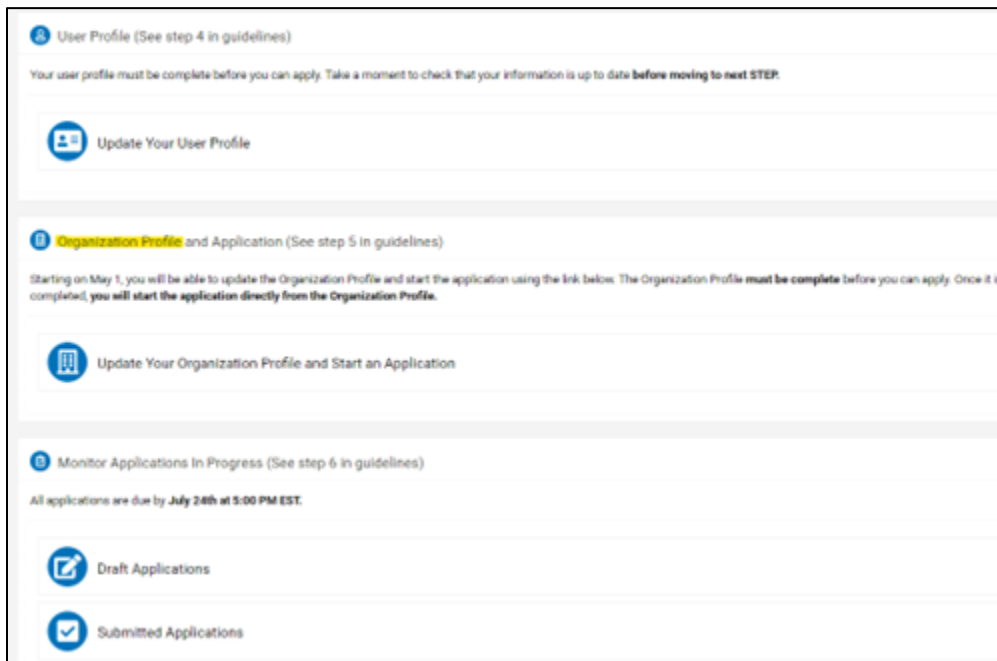 User Profile (See step 4 in guidelines)
Your user profile must be complete before you can apply. Take a moment to check that your information is up to date before moving to next STEP.
Update Your User Profile
Organization Profile and Application (See step 5 in guidelines)
Starting on May 1, you will be able to update the Organization Profile and start the application using the link below. The Organization Profile must be complete before you can apply. Once it is
completed, you will start the application directly from the Organization Profile.
Update Your Organization Profile and Start an Application
Monitor Applications In Progress (See step 6 in guidelines)
All applications are due by July 24th at 5:00 PM EST.
Draft Applications
Submitted Applications